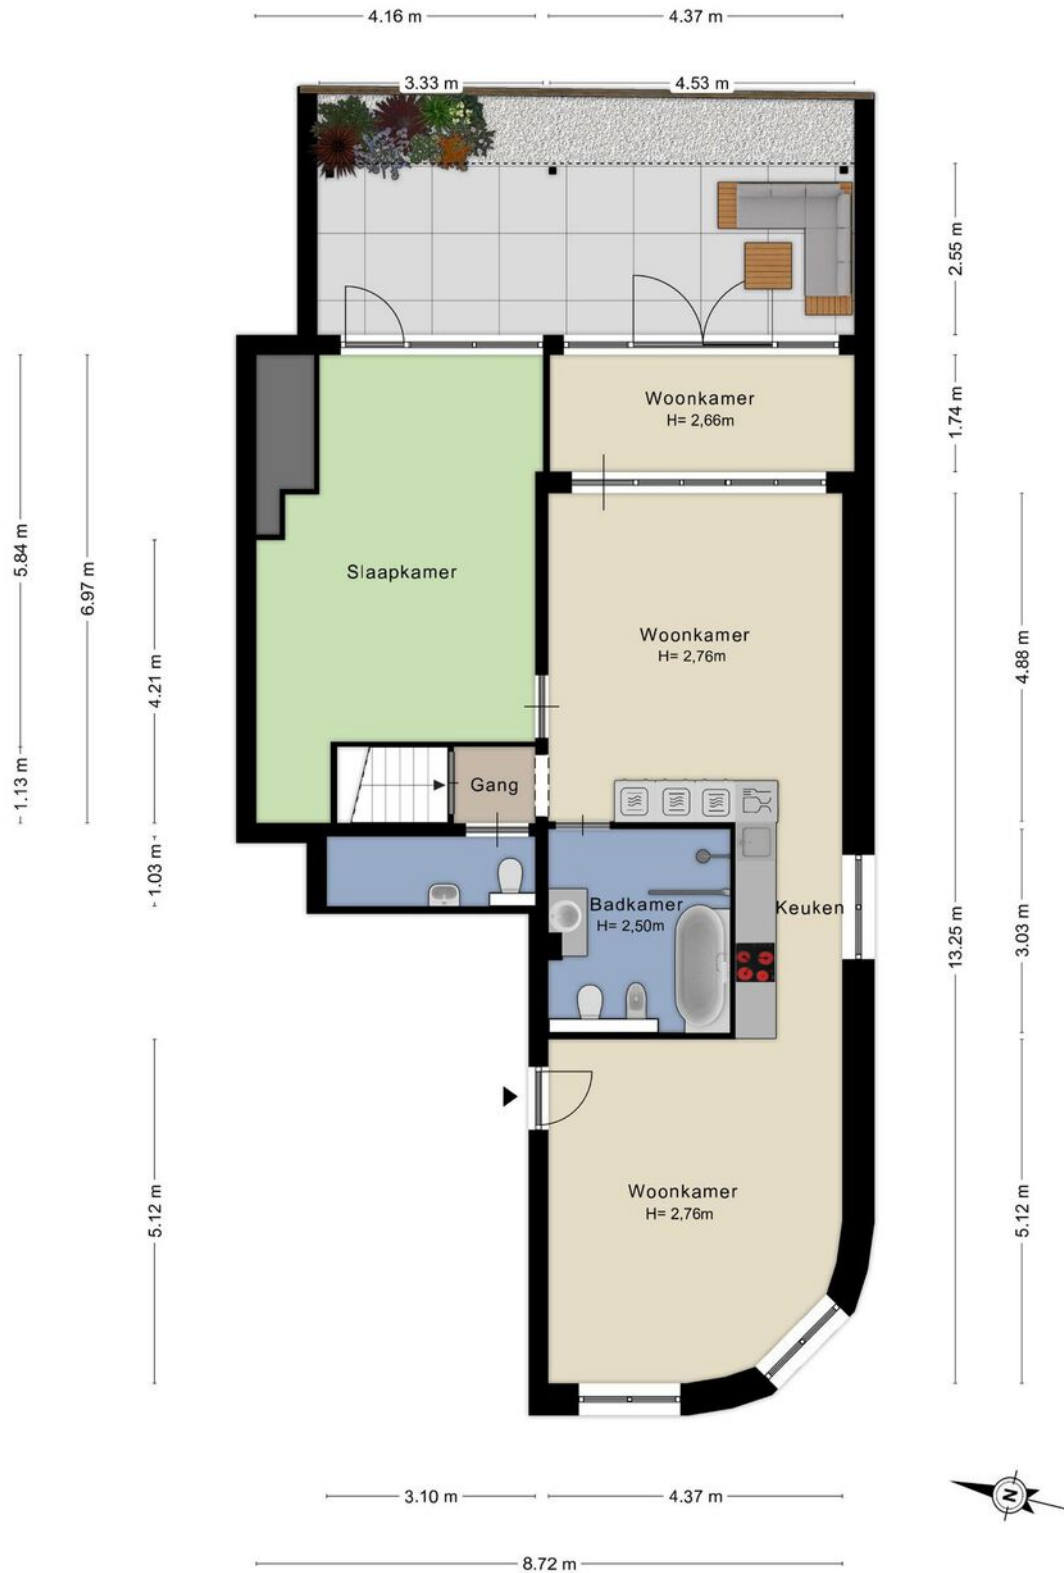 4.16 m
4.37 m
3.33 m
4.53 m
2.55 m
Woonkamer
H= 2,66m
1.74 m
5.84 m
6.97 m
Slaapkamer
Woonkamer
H= 2,76m
4.88 m
4.21 m
1.13 m
Gang
1.03 m
Badkamer
H= 2,50m
Keuken
13.25 m
3.03 m
5.12 m
Woonkamer
H= 2,76m
5.12 m
3.10 m
4.37 m
N
8.72 m